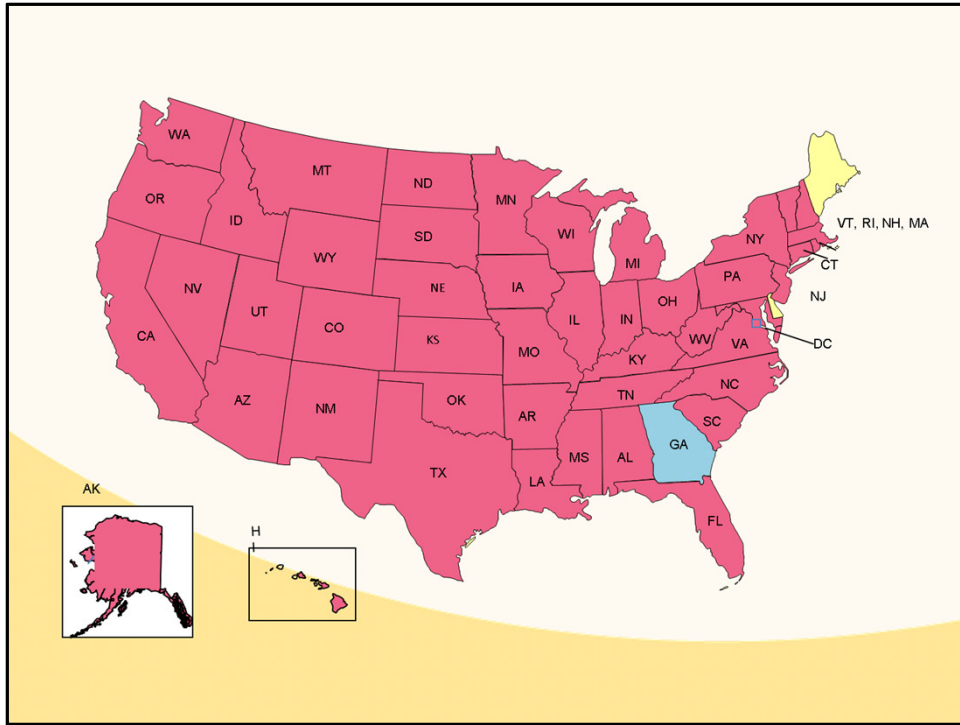 WA
MT
ND
MN
OR
ID
SD
WI
NY
VT, RI, NH, MA
WY
MI
CT
PA
NV
NE
IA
NJ
UT
CO
IL
IN
OH
CA
KS
MO
WV
VA
DC
KY
AZ
NM
OK
AR
TN
NC
SC
TX
LA
MS
AL
GA
FL
AK
H